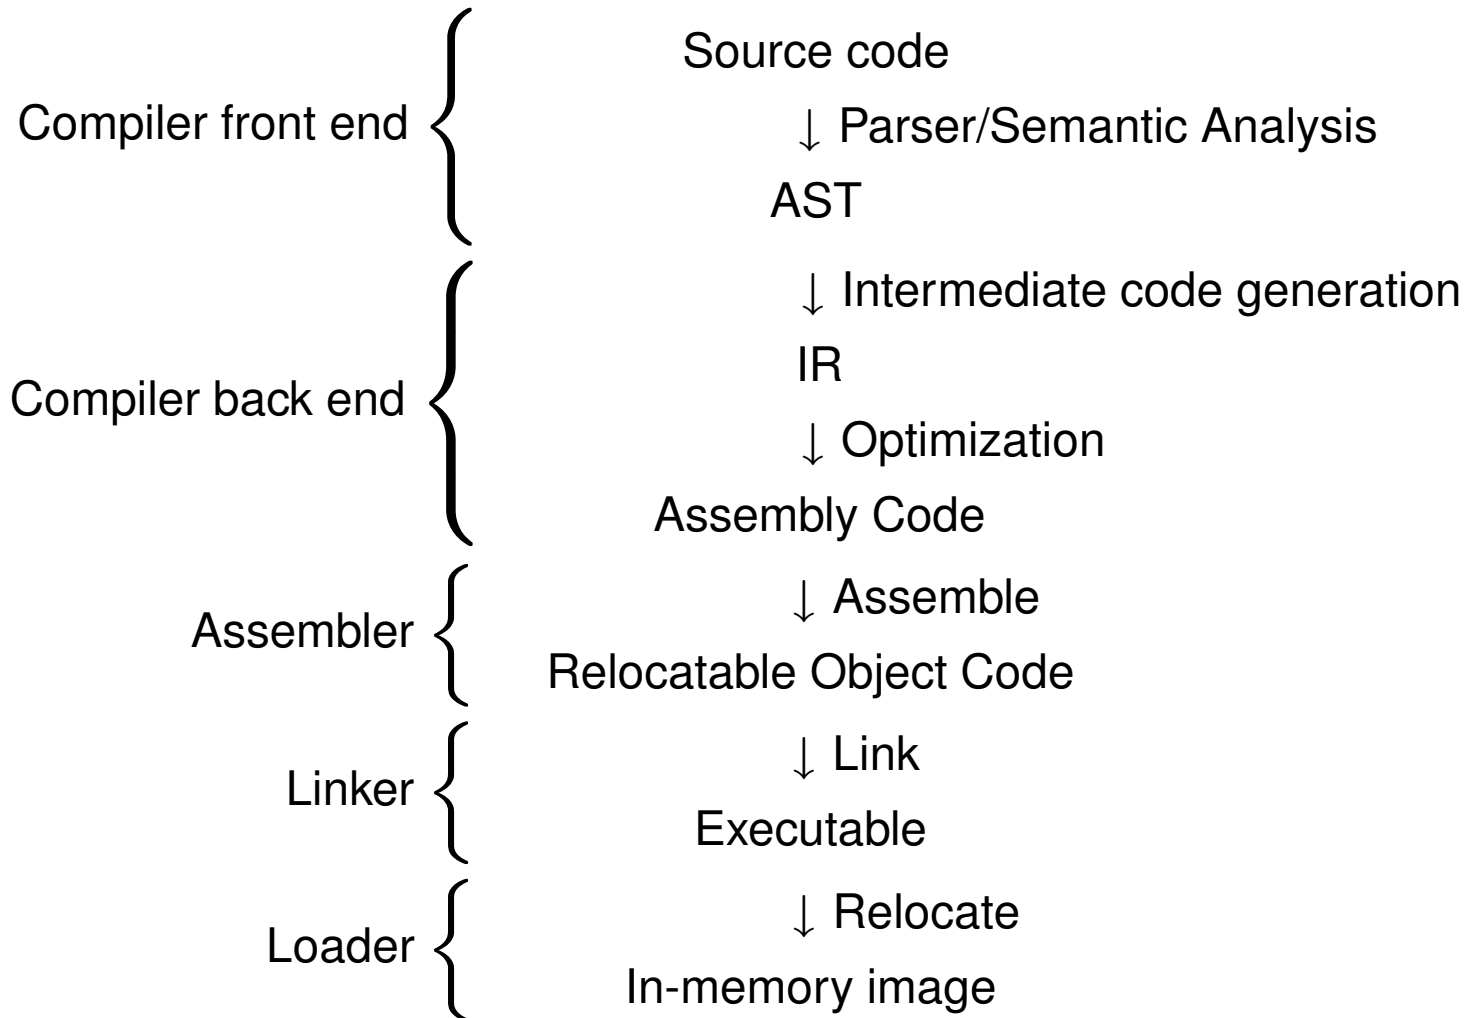 Source code
Compiler front end
↓ Parser/Semantic Analysis
AST
↓ Intermediate code generation
IR
Compiler back end
↓ Optimization
Assembly Code
↓ Assemble
Assembler
Relocatable Object Code
↓ Link
Linker
Executable
↓ Relocate
Loader
In-memory image